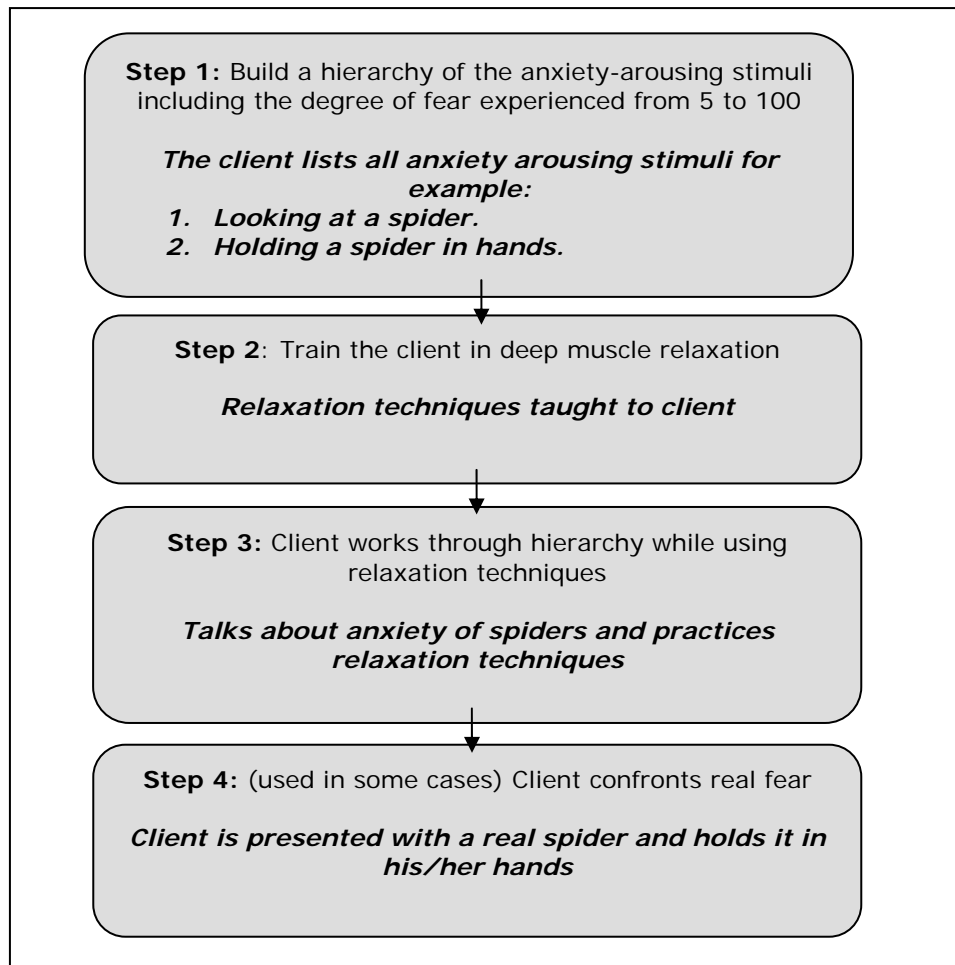 Step 1: Build a hierarchy of the anxiety-arousing stimuli
including the degree of fear experienced from 5 to 100
The client lists all anxiety arousing stimuli for
example:
1. Looking at a spider.
2. Holding a spider in hands.
Step 2: Train the client in deep muscle relaxation
Relaxation techniques taught to client
Step 3: Client works through hierarchy while using
relaxation techniques
Talks about anxiety of spiders and practices
relaxation techniques
Step 4: (used in some cases) Client confronts real fear
Client is presented with a real spider and holds it in
his/her hands